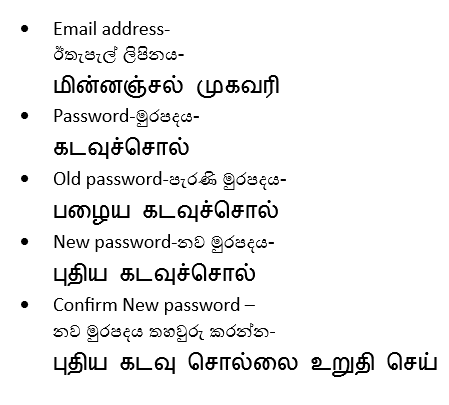 • Email address-
ඊතැපැල් ලිපිනය-
மின்னஞ்சல் முகவரி
• Password-මුරපදය-
கடவுச்சொல்
• Old password-පැරණි මුරපදය-
பழைய கடவுச்சொல்
• New password-නව මුරපදය-
புதிய கடவுச்சொல்
• Confirm New password –
නව මුරපදය තහවුරු කරන්න-
புதிய கடவு சொல்லை உறுதி செய்